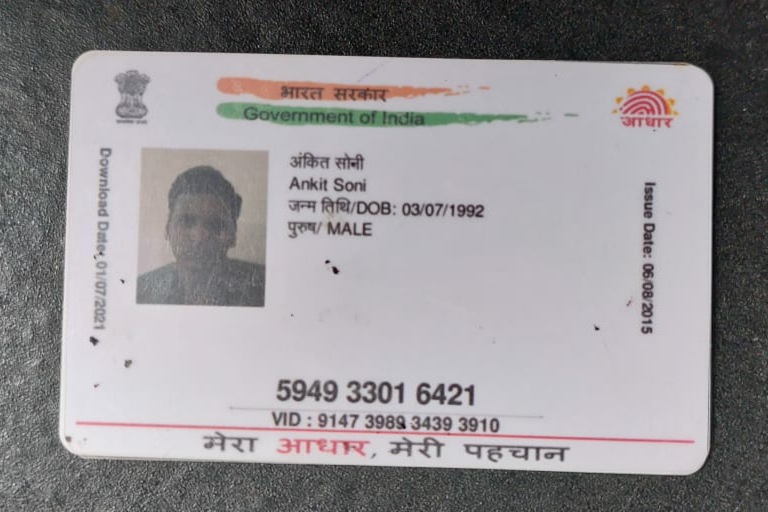 भारत सरकार
Government of India
आधार
अंकित सोनी
Ankit Soni
जन्म तिथि/DOB: 03/07/1992
पुरुष/ MALE
Download Date: 01/07/2021
Issue Date: 06/08/2015
5949 3301 6421
VID : 9147 3989 3439 3910
मेरा आधार, मेरी पहचान